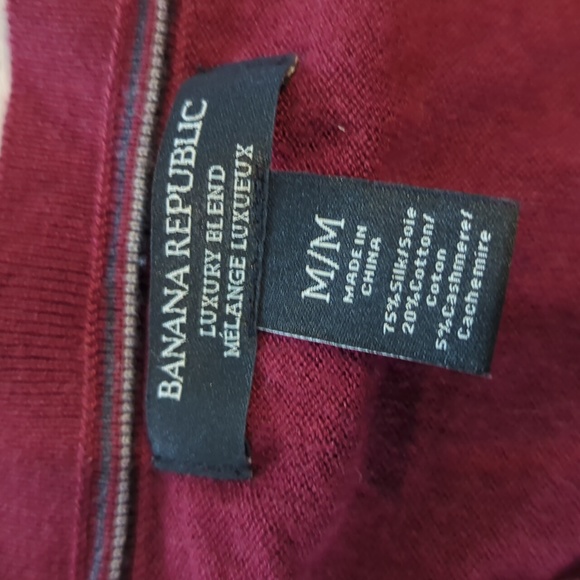 BANANA REPUBLIC
LUXURY BLEND
MÉLANGE LUXUEUX
M/M
MADE IN
CHINA
75%Silk/Soie
20%Cotton/
Coton
5%Cashmere/
Cachemire